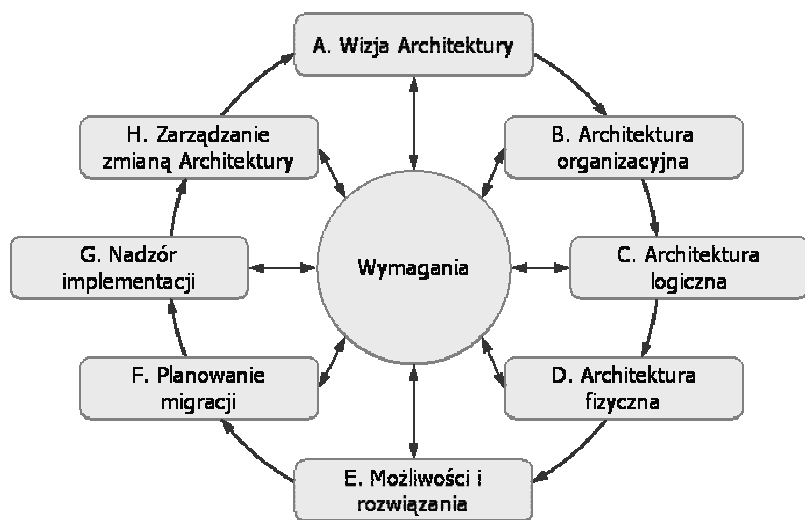 A. Wizja Architektury
H. Zarządzanie
zmianą Architektury
B. Architektura
organizacyjna
G. Nadzór
implementacji
Wymagania
C. Architektura
logiczna
F. Planowanie
migracji
D. Architektura
fizyczna
E. Możliwości i
rozwiązania